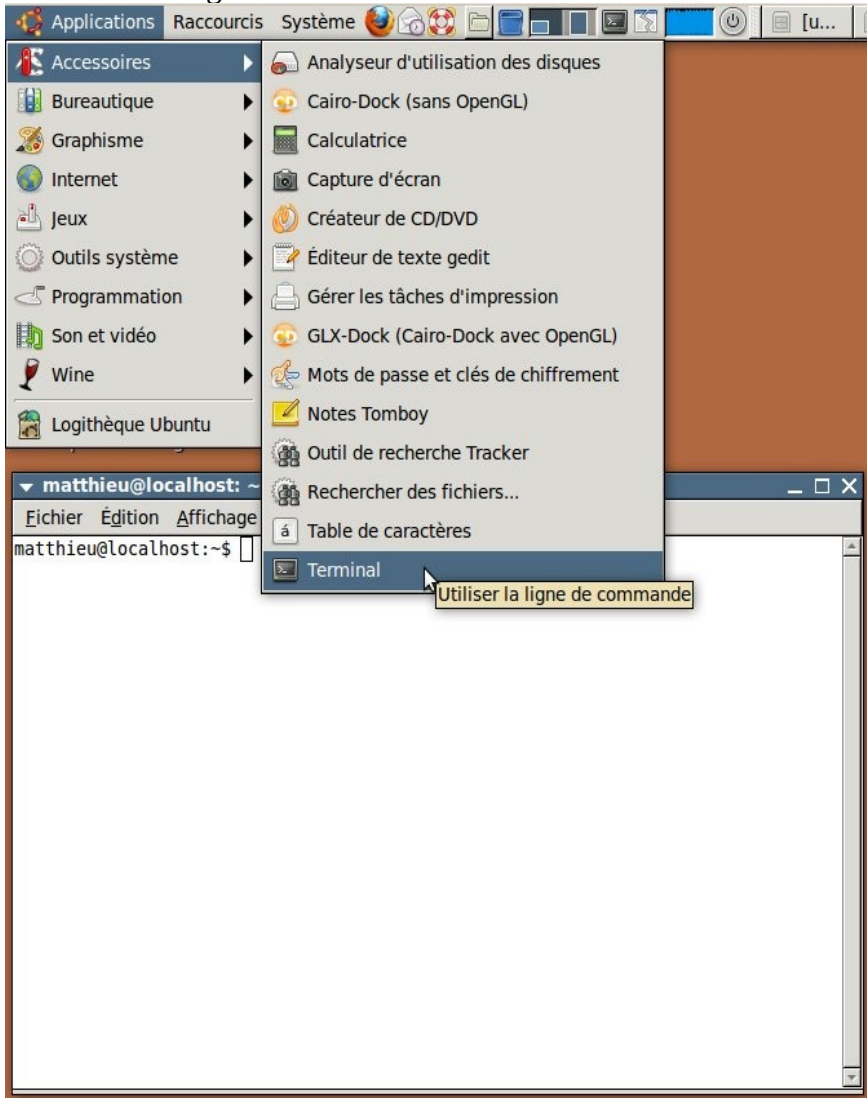 Applications Raccourcis Système [u...
Accessoires
Bureautique
Graphisme
Internet
Jeux
Outils système
Programmation
Son et vidéo
Wine
Logithèque Ubuntu
Analyseur d'utilisation des disques
Cairo-Dock (sans OpenGL)
Calculatrice
Capture d'écran
Créateur de CD/DVD
Éditeur de texte gedit
Gérer les tâches d'impression
GLX-Dock (Cairo-Dock avec OpenGL)
Mots de passe et clés de chiffrement
Notes Tomboy
Outil de recherche Tracker
Rechercher des fichiers...
Table de caractères
Terminal
Utiliser la ligne de commande
matthieu@localhost: ~
Fichier Édition Affichage
matthieu@localhost:~$